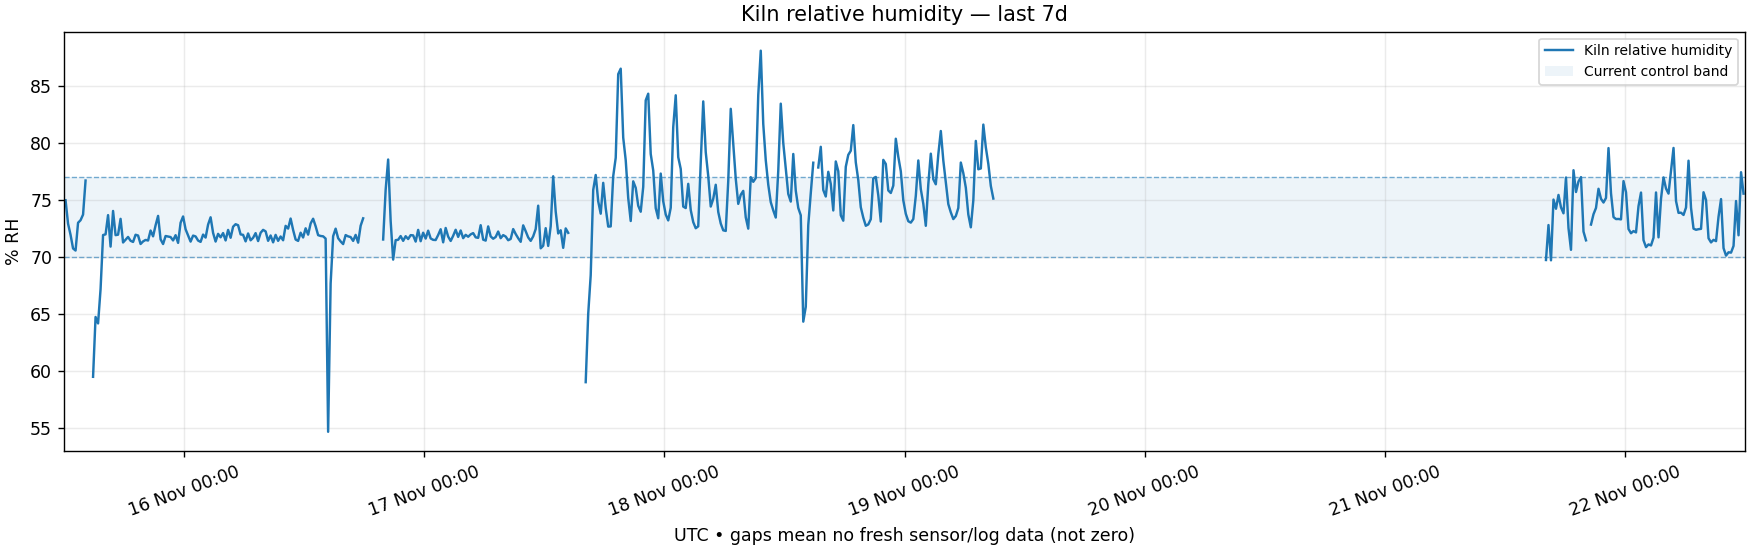 Kiln relative humidity — last 7d
Kiln relative humidity
Current control band
% RH
85
80
75
70
65
60
55
16 Nov 00:00
17 Nov 00:00
18 Nov 00:00
19 Nov 00:00
20 Nov 00:00
21 Nov 00:00
22 Nov 00:00
UTC • gaps mean no fresh sensor/log data (not zero)